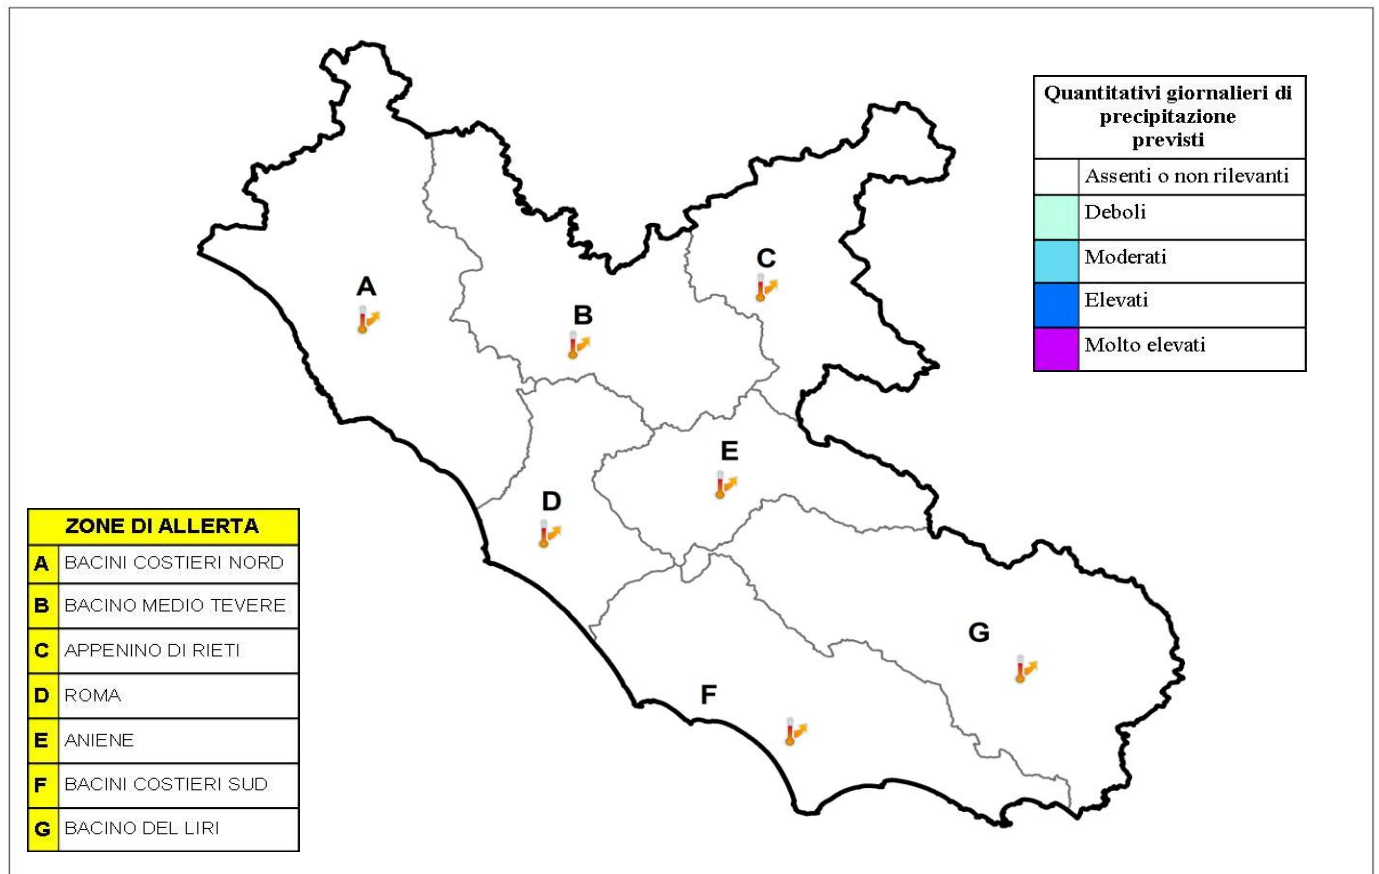 Quantitativi giornalieri di
precipitazione
previsti
Assenti o non rilevanti
Deboli
Moderati
Elevati
Molto elevati
C
A
B
E
D
G
F
ZONE DI ALLERTA
A BACINI COSTIERI NORD
B BACINO MEDIO TEVERE
C APPENINO DI RIETI
D ROMA
E ANIENE
F BACINI COSTIERI SUD
G BACINO DEL LIRI